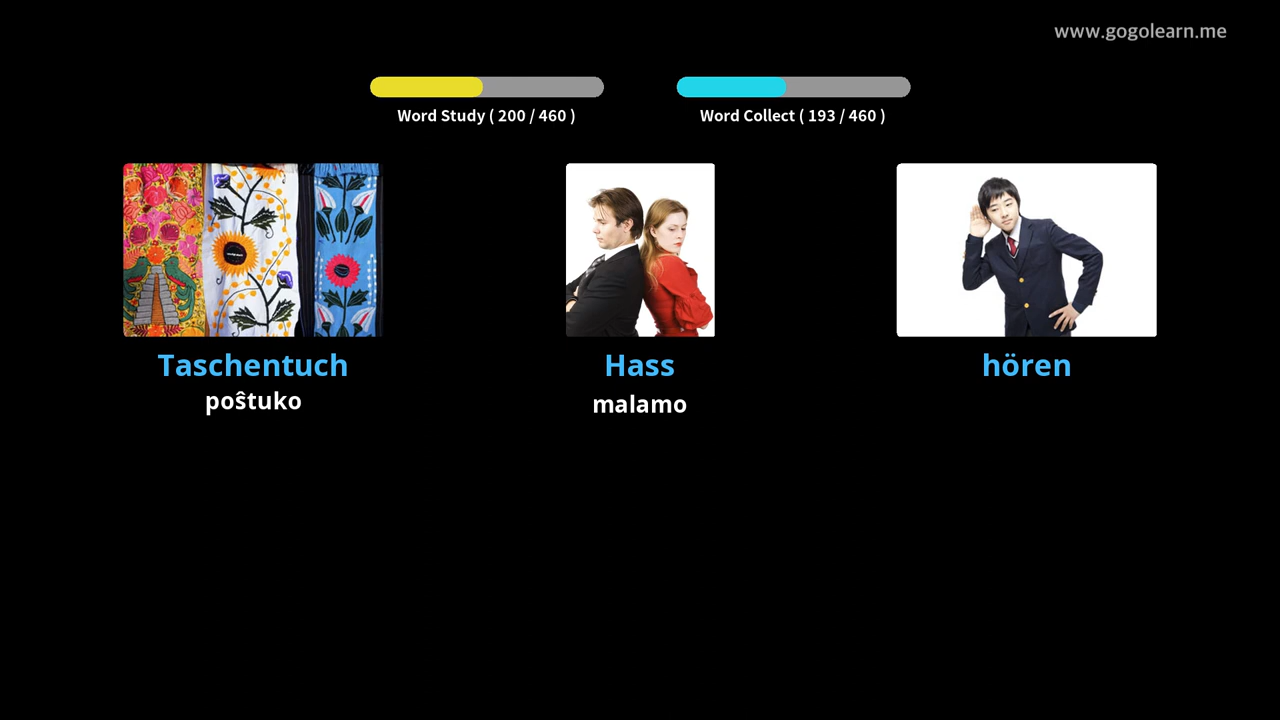 www.gogolearn.me
Word Study ( 200 / 460 )
Word Collect ( 193 / 460 )
Taschentuch
poŝtuko
Hass
malamo
hören